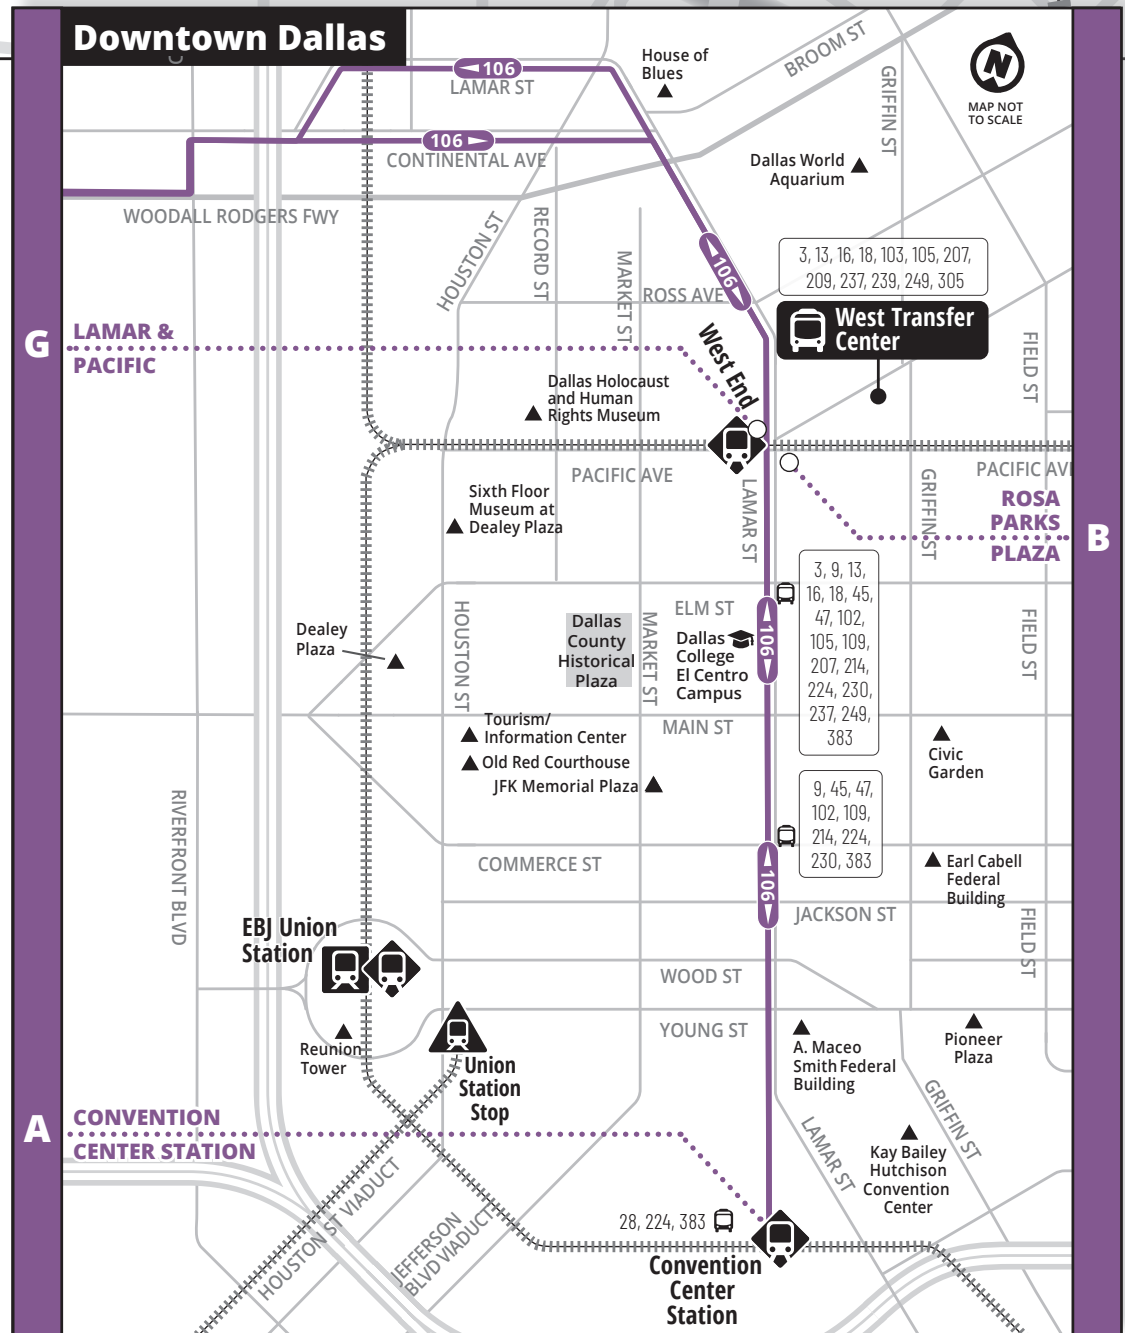 Downtown Dallas
106
LAMAR ST
House of
Blues
BROOM ST
GRIFFIN ST
N
MAP NOT
TO SCALE
106
CONTINENTAL AVE
Dallas World
Aquarium
WOODALL RODGERS FWY
HOUSTON ST
RECORD ST
MARKET ST
ROSS AVE
106
3, 13, 16, 18, 103, 105, 207,
209, 237, 239, 249, 305
West Transfer
Center
FIELD ST
G
LAMAR &
PACIFIC
West End
Dallas Holocaust
and Human
Rights Museum
PACIFIC AVE
LAMAR ST
GRIFFIN ST
PACIFIC AV
ROSA
PARKS
PLAZA
B
Sixth Floor
Museum at
Dealey Plaza
3, 9, 13,
16, 18, 45,
47, 102,
105, 109,
207, 214,
224, 230,
237, 249,
383
ELM ST
106
HOUSTON ST
Dallas
County
Historical
Plaza
MARKET ST
Dallas
College
El Centro
Campus
FIELD ST
Dealey
Plaza
Tourism/
Information Center
MAIN ST
Old Red Courthouse
JFK Memorial Plaza
Civic
Garden
9, 45, 47,
102, 109,
214, 224,
230, 383
RIVERFRONT BLVD
COMMERCE ST
106
Earl Cabell
Federal
Building
JACKSON ST
FIELD ST
EBJ Union
Station
WOOD ST
YOUNG ST
Reunion
Tower
Union
Station
Stop
A. Maceo
Smith Federal
Building
Pioneer
Plaza
A
CONVENTION
CENTER STATION
LAMAR ST
GRIFFIN ST
Kay Bailey
Hutchison
Convention
Center
HOUSTON ST VIADUCT
JEFFERSON
BLVD VIADUCT
28, 224, 383
Convention
Center
Station